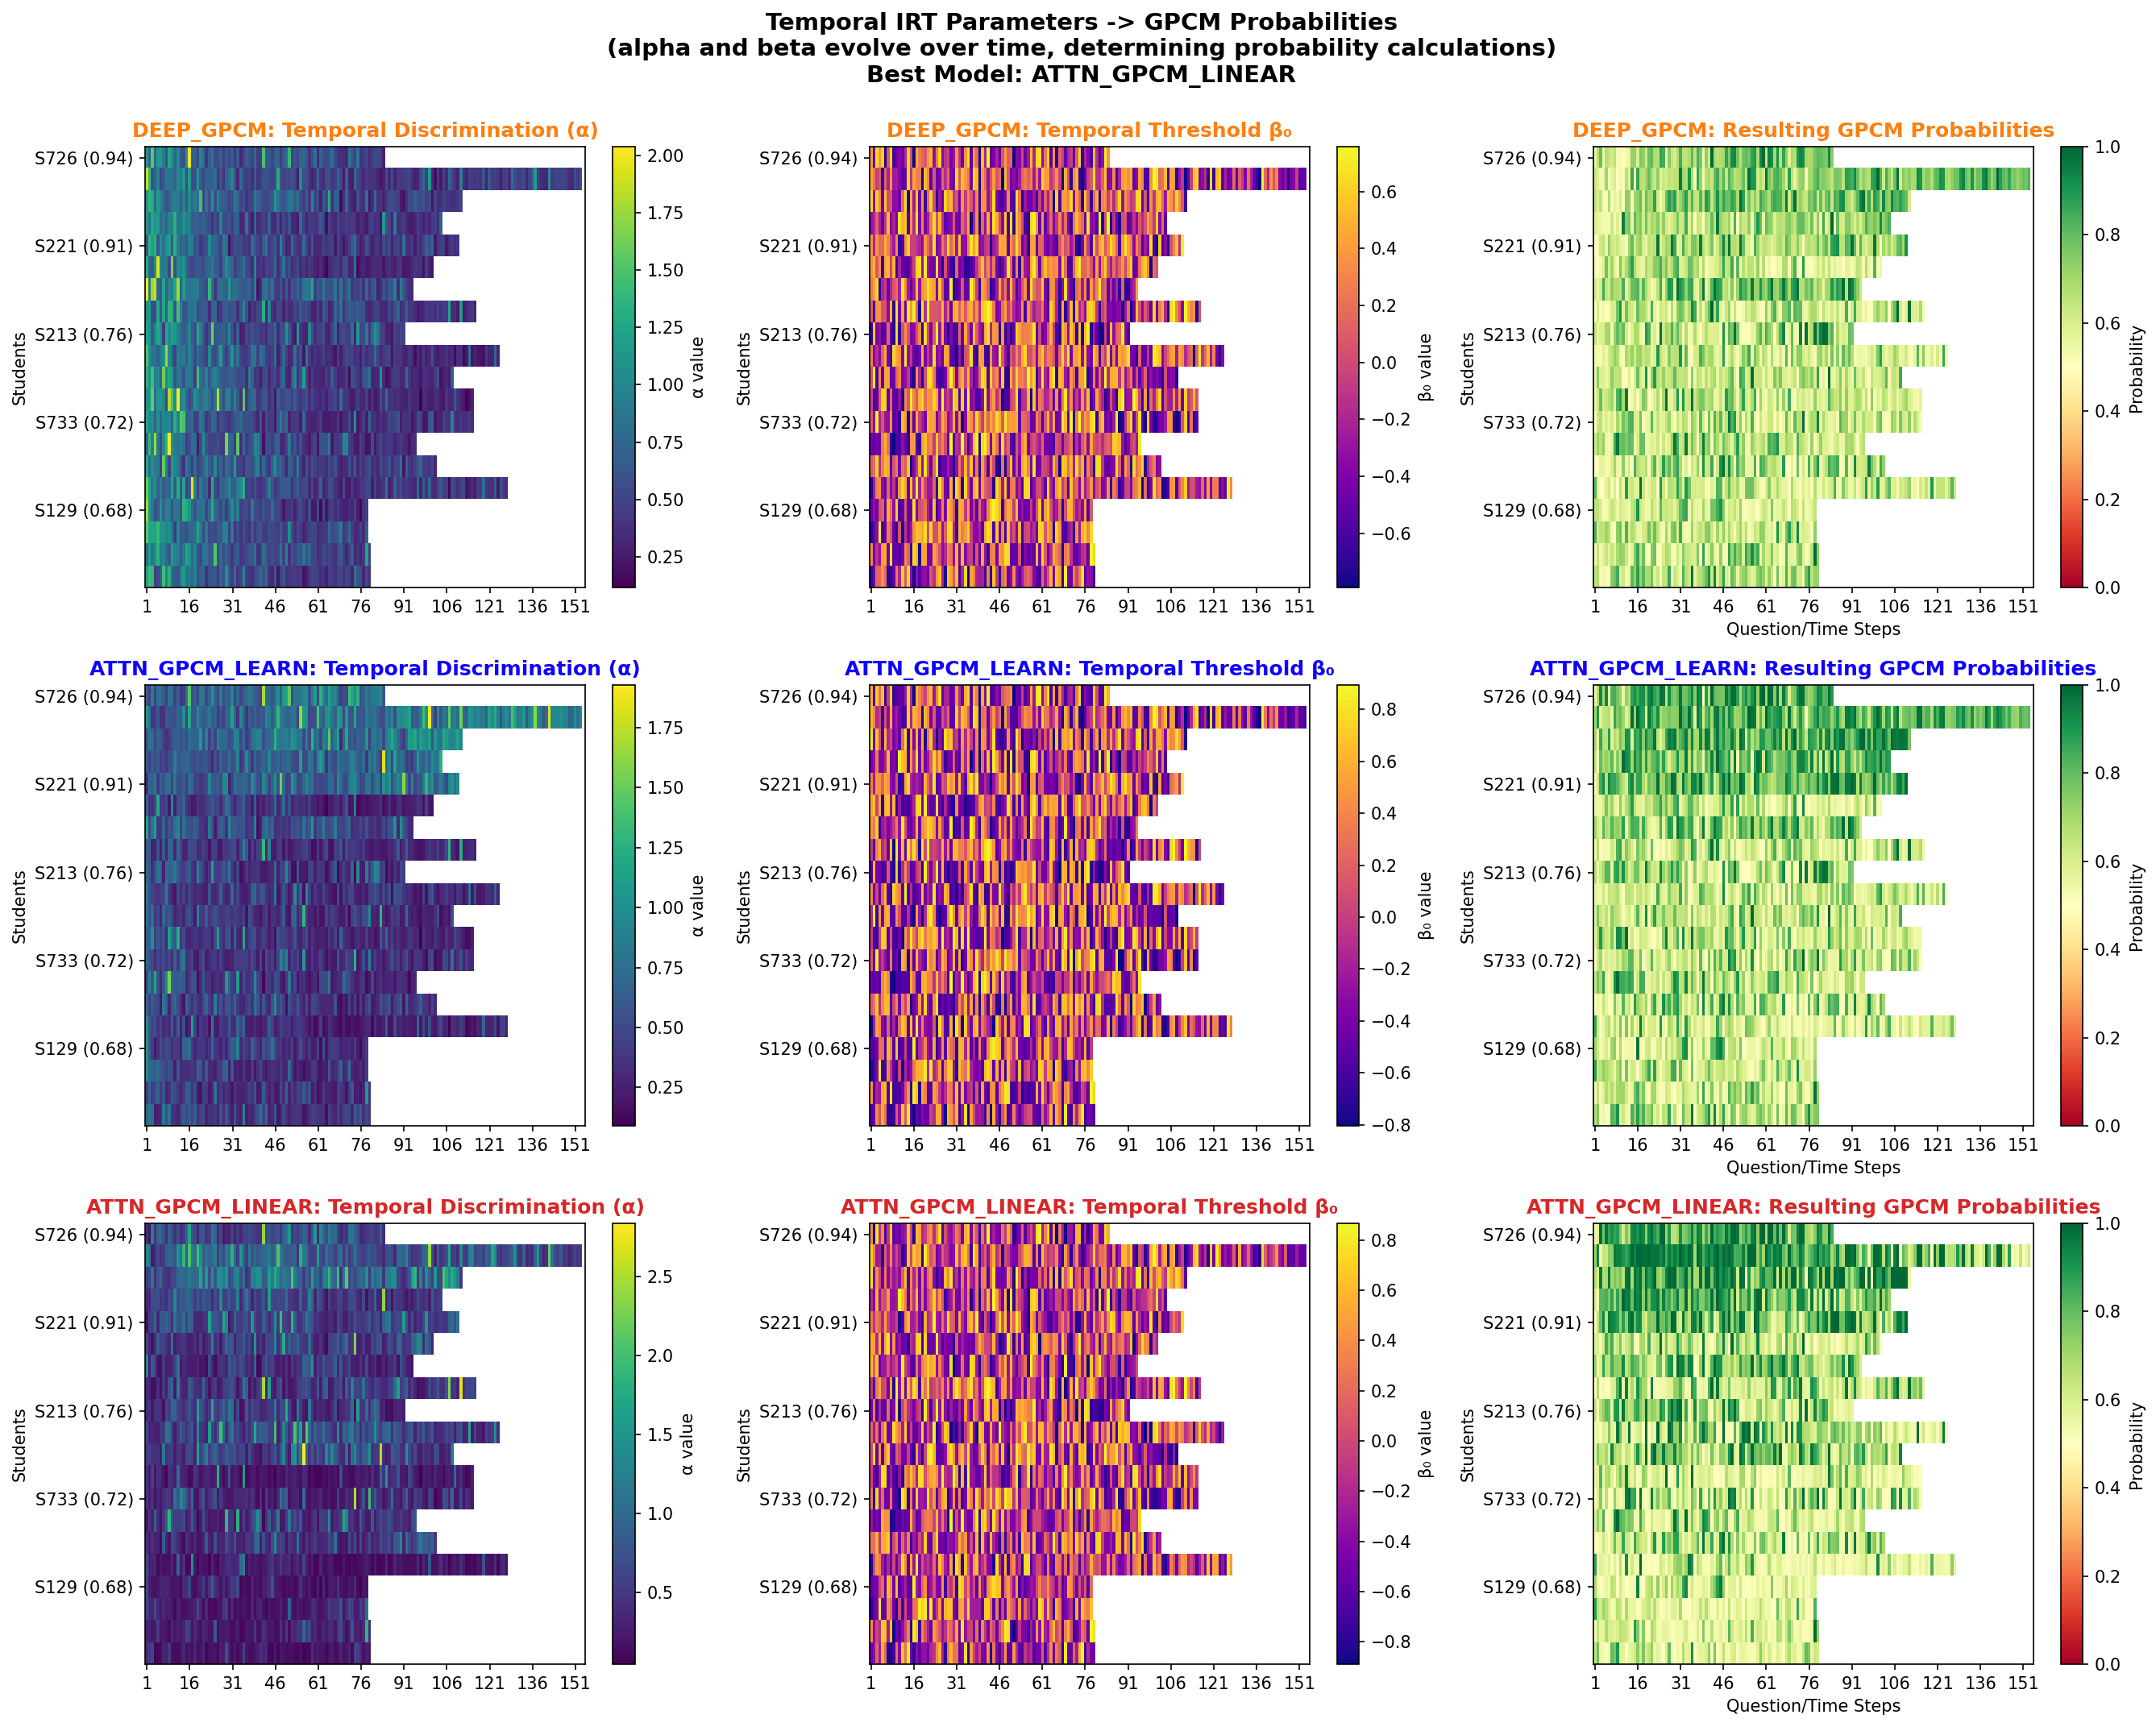 Temporal IRT Parameters -> GPCM Probabilities
(alpha and beta evolve over time, determining probability calculations)
Best Model: ATTN_GPCM_LINEAR
DEEP_GPCM: Temporal Discrimination (α)
Students
S726 (0.94)
S221 (0.91)
S213 (0.76)
S733 (0.72)
S129 (0.68)
1 16 31 46 61 76 91 106 121 136 151
2.00
1.75
1.50
1.25
1.00
0.75
0.50
0.25
α value
DEEP_GPCM: Temporal Threshold β₀
Students
S726 (0.94)
S221 (0.91)
S213 (0.76)
S733 (0.72)
S129 (0.68)
1 16 31 46 61 76 91 106 121 136 151
0.6
0.4
0.2
0.0
−0.2
−0.4
−0.6
β₀ value
DEEP_GPCM: Resulting GPCM Probabilities
Students
S726 (0.94)
S221 (0.91)
S213 (0.76)
S733 (0.72)
S129 (0.68)
1 16 31 46 61 76 91 106 121 136 151
Question/Time Steps
1.0
0.8
0.6
0.4
0.2
0.0
Probability
ATTN_GPCM_LEARN: Temporal Discrimination (α)
Students
S726 (0.94)
S221 (0.91)
S213 (0.76)
S733 (0.72)
S129 (0.68)
1 16 31 46 61 76 91 106 121 136 151
1.75
1.50
1.25
1.00
0.75
0.50
0.25
α value
ATTN_GPCM_LEARN: Temporal Threshold β₀
Students
S726 (0.94)
S221 (0.91)
S213 (0.76)
S733 (0.72)
S129 (0.68)
1 16 31 46 61 76 91 106 121 136 151
0.8
0.6
0.4
0.2
0.0
−0.2
−0.4
−0.6
−0.8
β₀ value
ATTN_GPCM_LEARN: Resulting GPCM Probabilities
Students
S726 (0.94)
S221 (0.91)
S213 (0.76)
S733 (0.72)
S129 (0.68)
1 16 31 46 61 76 91 106 121 136 151
Question/Time Steps
1.0
0.8
0.6
0.4
0.2
0.0
Probability
ATTN_GPCM_LINEAR: Temporal Discrimination (α)
Students
S726 (0.94)
S221 (0.91)
S213 (0.76)
S733 (0.72)
S129 (0.68)
1 16 31 46 61 76 91 106 121 136 151
2.5
2.0
1.5
1.0
0.5
α value
ATTN_GPCM_LINEAR: Temporal Threshold β₀
Students
S726 (0.94)
S221 (0.91)
S213 (0.76)
S733 (0.72)
S129 (0.68)
1 16 31 46 61 76 91 106 121 136 151
0.8
0.6
0.4
0.2
0.0
−0.2
−0.4
−0.6
−0.8
β₀ value
ATTN_GPCM_LINEAR: Resulting GPCM Probabilities
Students
S726 (0.94)
S221 (0.91)
S213 (0.76)
S733 (0.72)
S129 (0.68)
1 16 31 46 61 76 91 106 121 136 151
Question/Time Steps
1.0
0.8
0.6
0.4
0.2
0.0
Probability